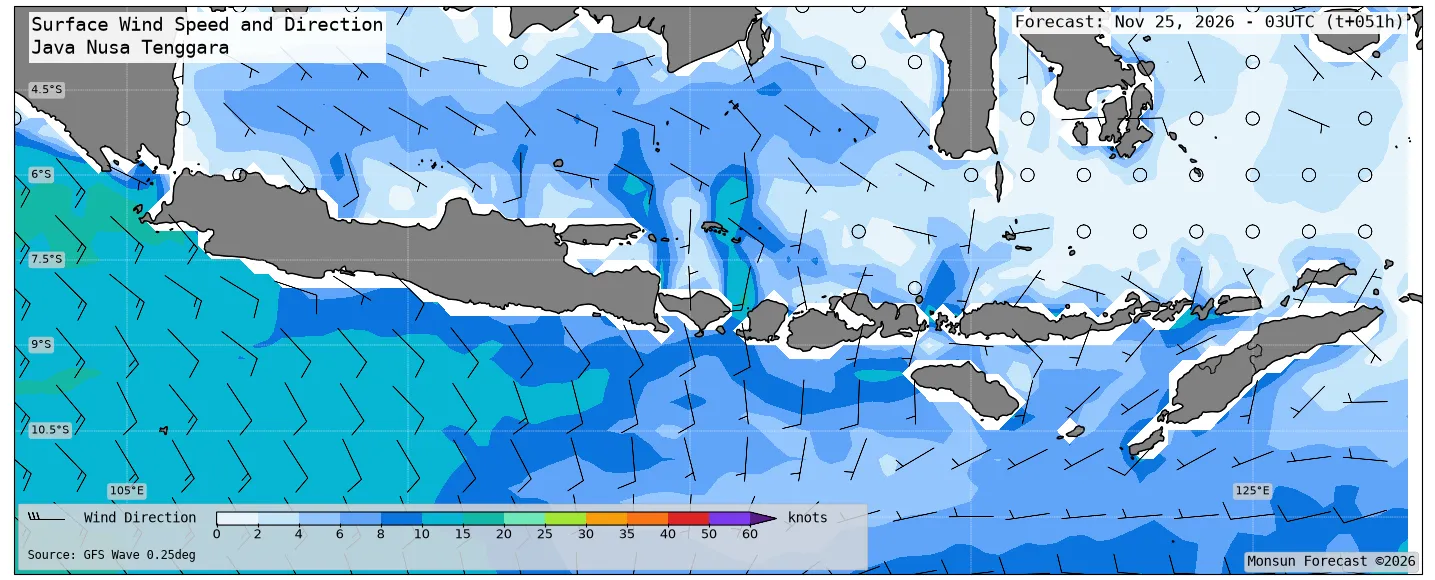 Surface Wind Speed and Direction
Java Nusa Tenggara
Forecast: Nov 25, 2026 - 03UTC (t+051h)
4.5°S
6°S
7.5°S
9°S
10.5°S
105°E
125°E
Wind Direction
knots
0 2 4 6 8 10 15 20 25 30 35 40 50 60
Source: GFS Wave 0.25deg
Monsun Forecast ©2026